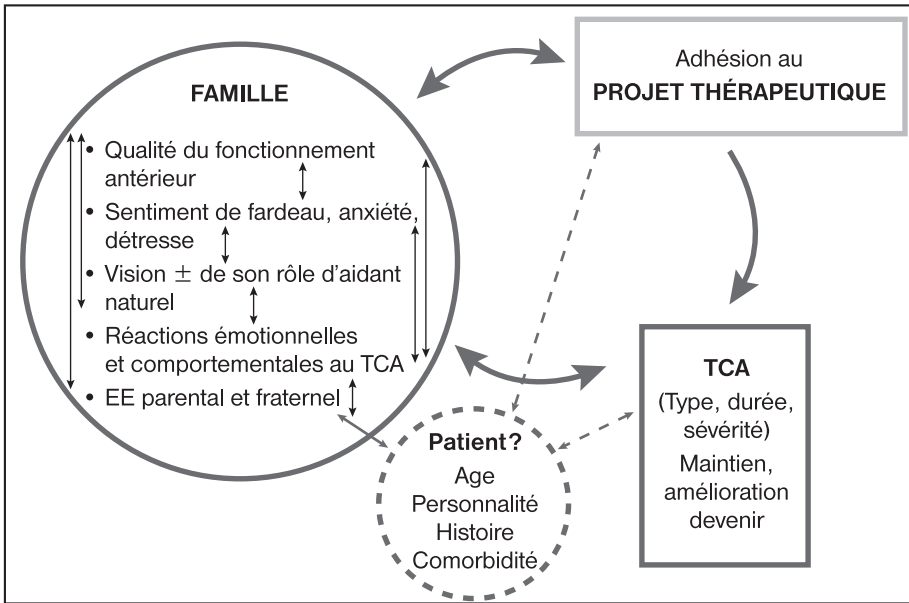 FAMILLE
• Qualité du fonctionnement
antérieur
• Sentiment de fardeau, anxiété,
détresse
• Vision ± de son rôle d'aidant
naturel
• Réactions émotionnelles
et comportementales au TCA
• EE parental et fraternel
Adhésion au
PROJET THÉRAPEUTIQUE
TCA
(Type, durée,
sévérité)
Maintien,
amélioration
devenir
Patient?
Age
Personnalité
Histoire
Comorbidité